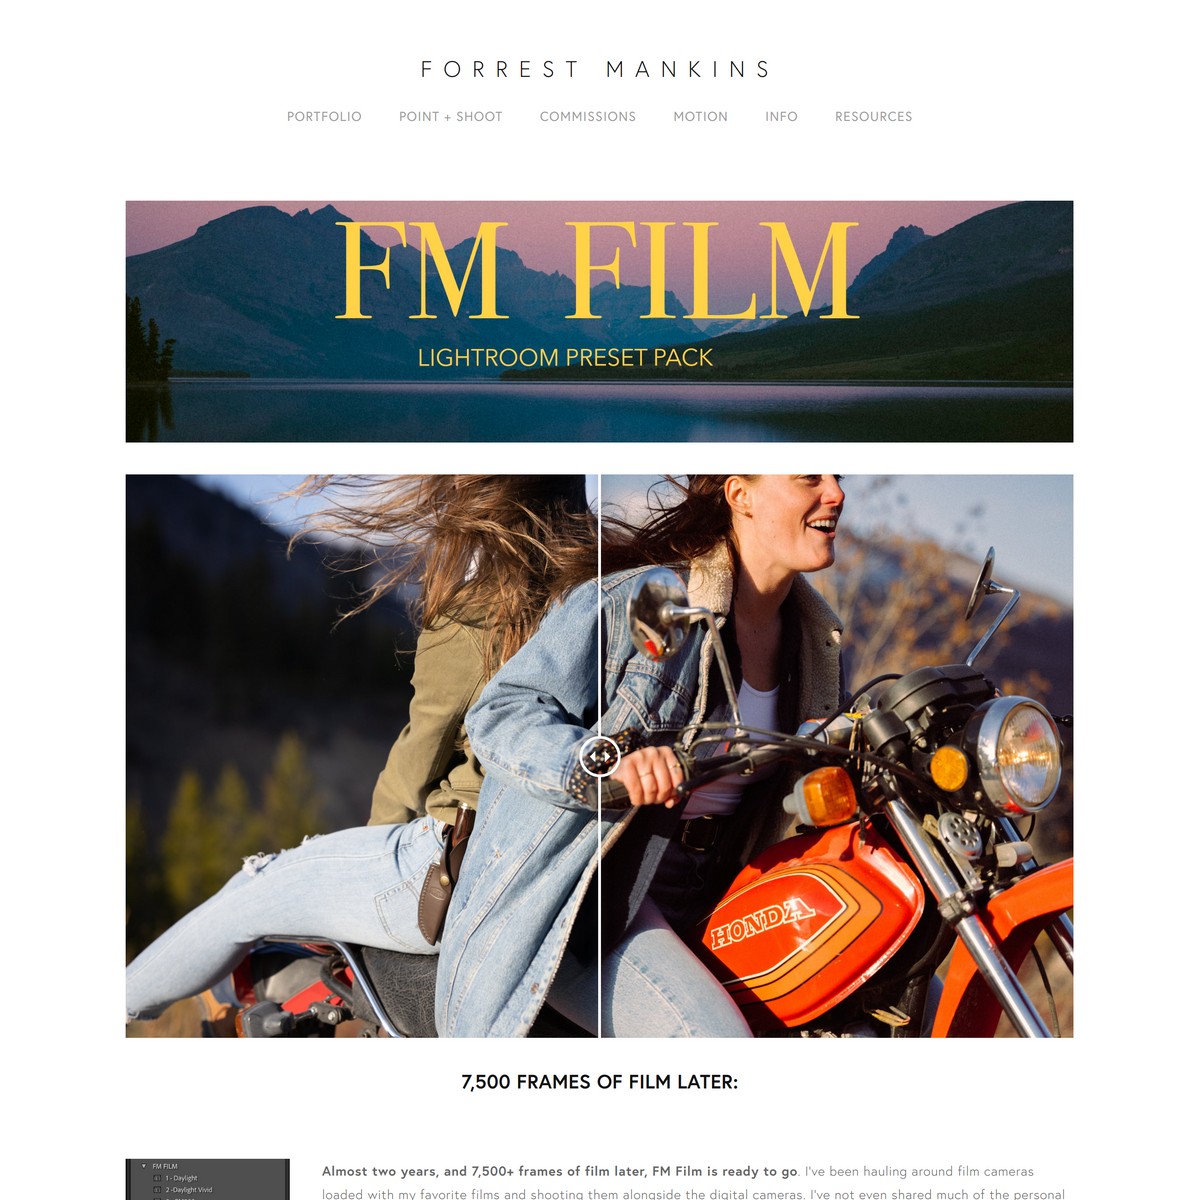 FORREST MANKINS
PORTFOLIO POINT + SHOOT COMMISSIONS MOTION INFO RESOURCES
FM FILM
LIGHTROOM PRESET PACK
HONDA
7,500 FRAMES OF FILM LATER:
FM FILM
1 - Daylight
2 -Daylight Vivid
Almost two years, and 7,500+ frames of film later, FM Film is ready to go. I've been hauling around film cameras
loaded with my favorite films and shooting them alongside the digital cameras. I've not even shared much of the personal